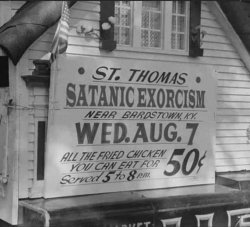 ST. THOMAS
SATANIC EXORCISM
NEAR BARDSTOWN, KY.
WED. AUG. 7
ALL THE FRIED CHICKEN
YOU CAN EAT FOR 50¢
Served 5 to 8 P.M.